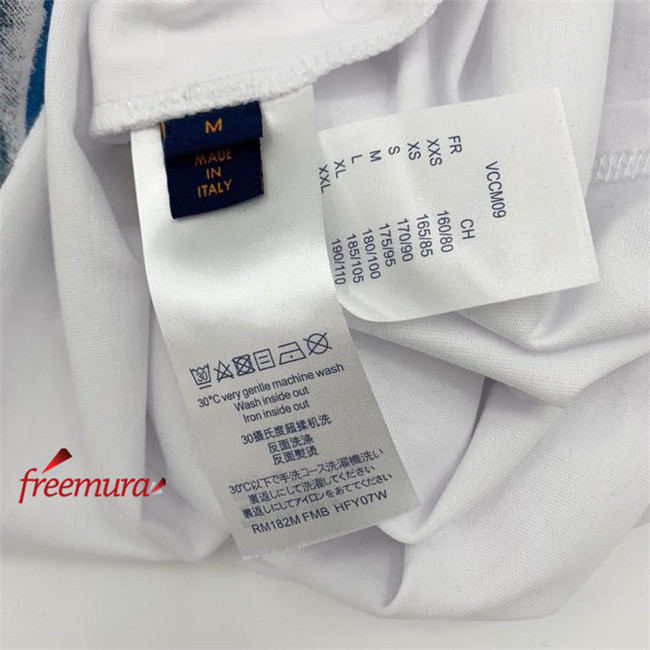 M
MADE
IN
ITALY
VCCM09
FR CH
XXS 160/80
XS 165/85
S 170/90
M 175/95
L 180/100
XL 185/105
XXL 190/110
30
30°C very gentle machine wash
Wash inside out
Iron inside out
30攝氏度超揉机洗
反面洗涤
反面熨烫
30℃以下で手洗コース洗濯機洗い
裏返しにして洗濯してください
裏返しにしてアイロンをあててください
RM182M FMB HFY07W
freemura